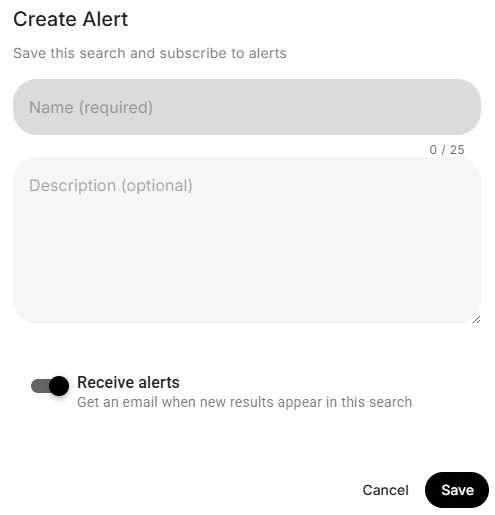 Create Alert
Save this search and subscribe to alerts
Name (required)
0 / 25
Description (optional)
Receive alerts
Get an email when new results appear in this search
Cancel Save